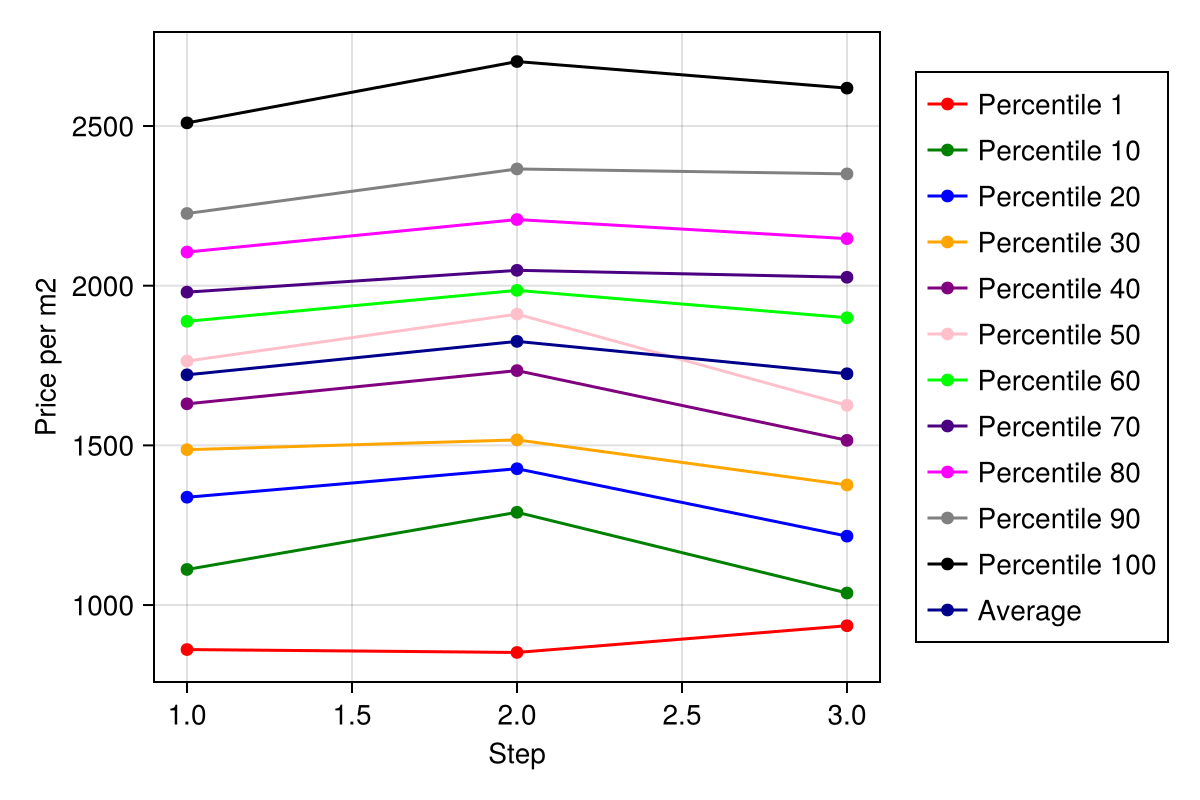 Price per m2
2500
2000
1500
1000
1.0 1.5 2.0 2.5 3.0
Step
Percentile 1
Percentile 10
Percentile 20
Percentile 30
Percentile 40
Percentile 50
Percentile 60
Percentile 70
Percentile 80
Percentile 90
Percentile 100
Average